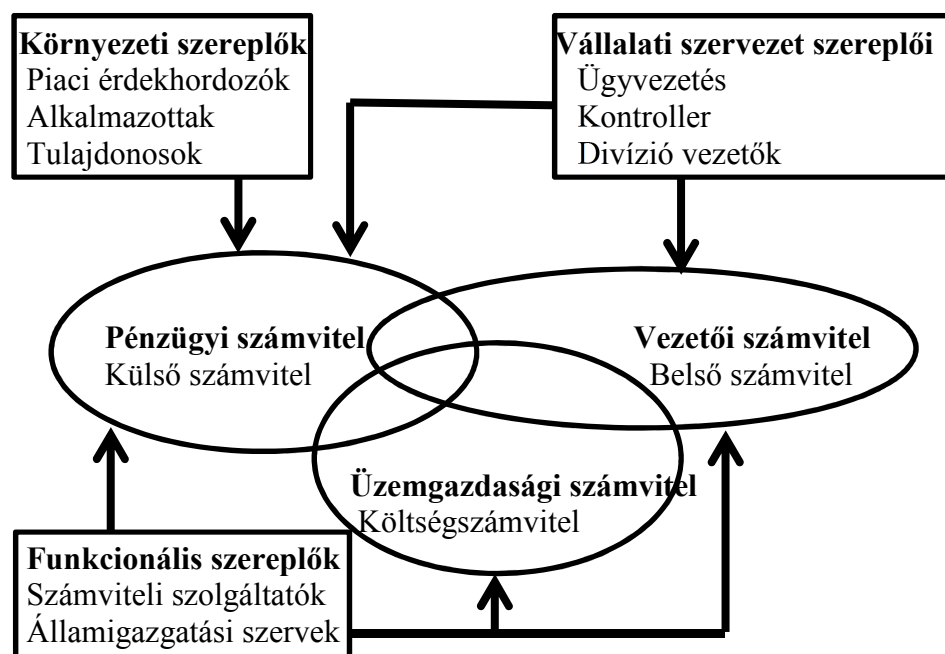 Környezeti szereplők
Piaci érdekhordozók
Alkalmazottak
Tulajdonosok
Vállalati szervezet szereplői
Ügyvezetés
Kontroller
Divízió vezetők
Pénzügyi számvitel
Külső számvitel
Vezetői számvitel
Belső számvitel
Üzemgazdasági számvitel
Költségszámvitel
Funkcionális szereplők
Számviteli szolgáltatók
Államigazgatási szervek